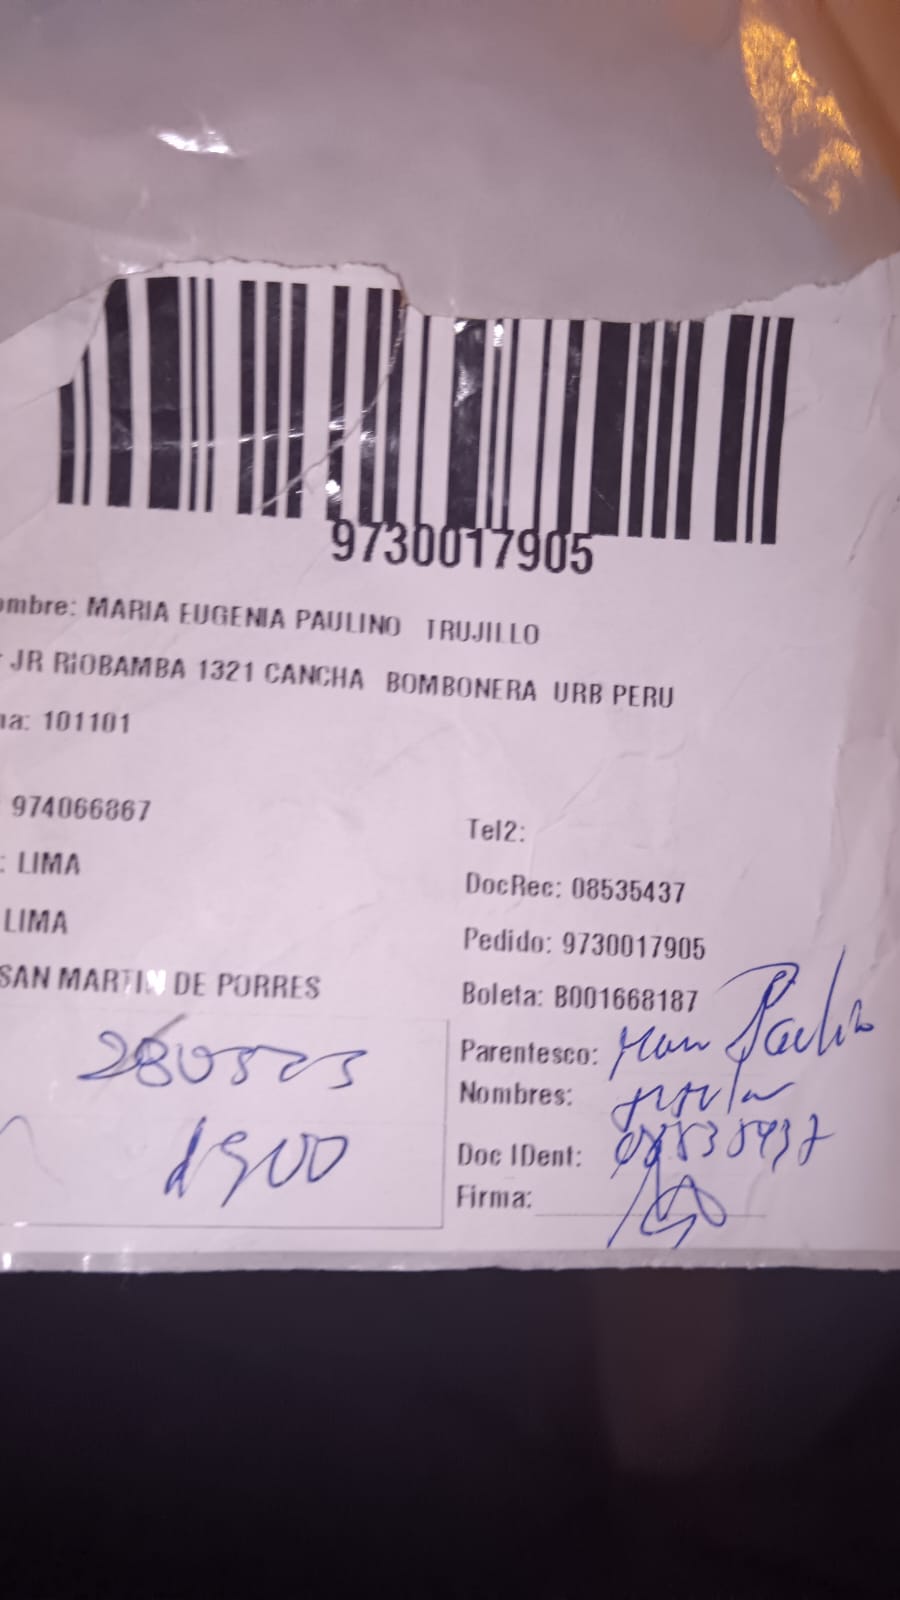 9730017905
ombre: MARIA EUGENIA PAULINO TRUJILLO
JR RIOBAMBA 1321 CANCHA BOMBONERA URB PERU
na: 101101
974066867
Tel2:
: LIMA
DocRec: 08535437
LIMA
Pedido: 9730017905
SAN MARTIN DE PORRES
Boleta: B001668187
Parentesco:
Nombres:
Doc IDent:
Firma: